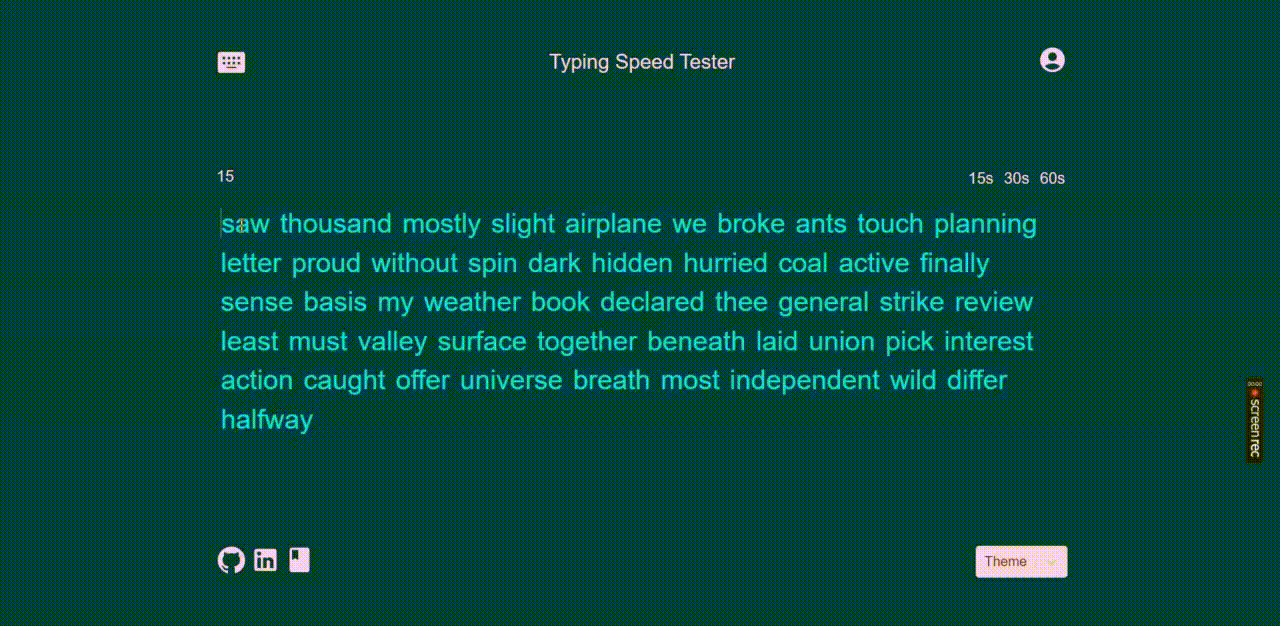 Typing Speed Tester
15
15s 30s 60s
saw thousand mostly slight airplane we broke ants touch planning
letter proud without spin dark hidden hurried coal active finally
sense basis my weather book declared thee general strike review
least must valley surface together beneath laid union pick interest
action caught offer universe breath most independent wild differ
halfway
00:00
screenrec
in
Theme